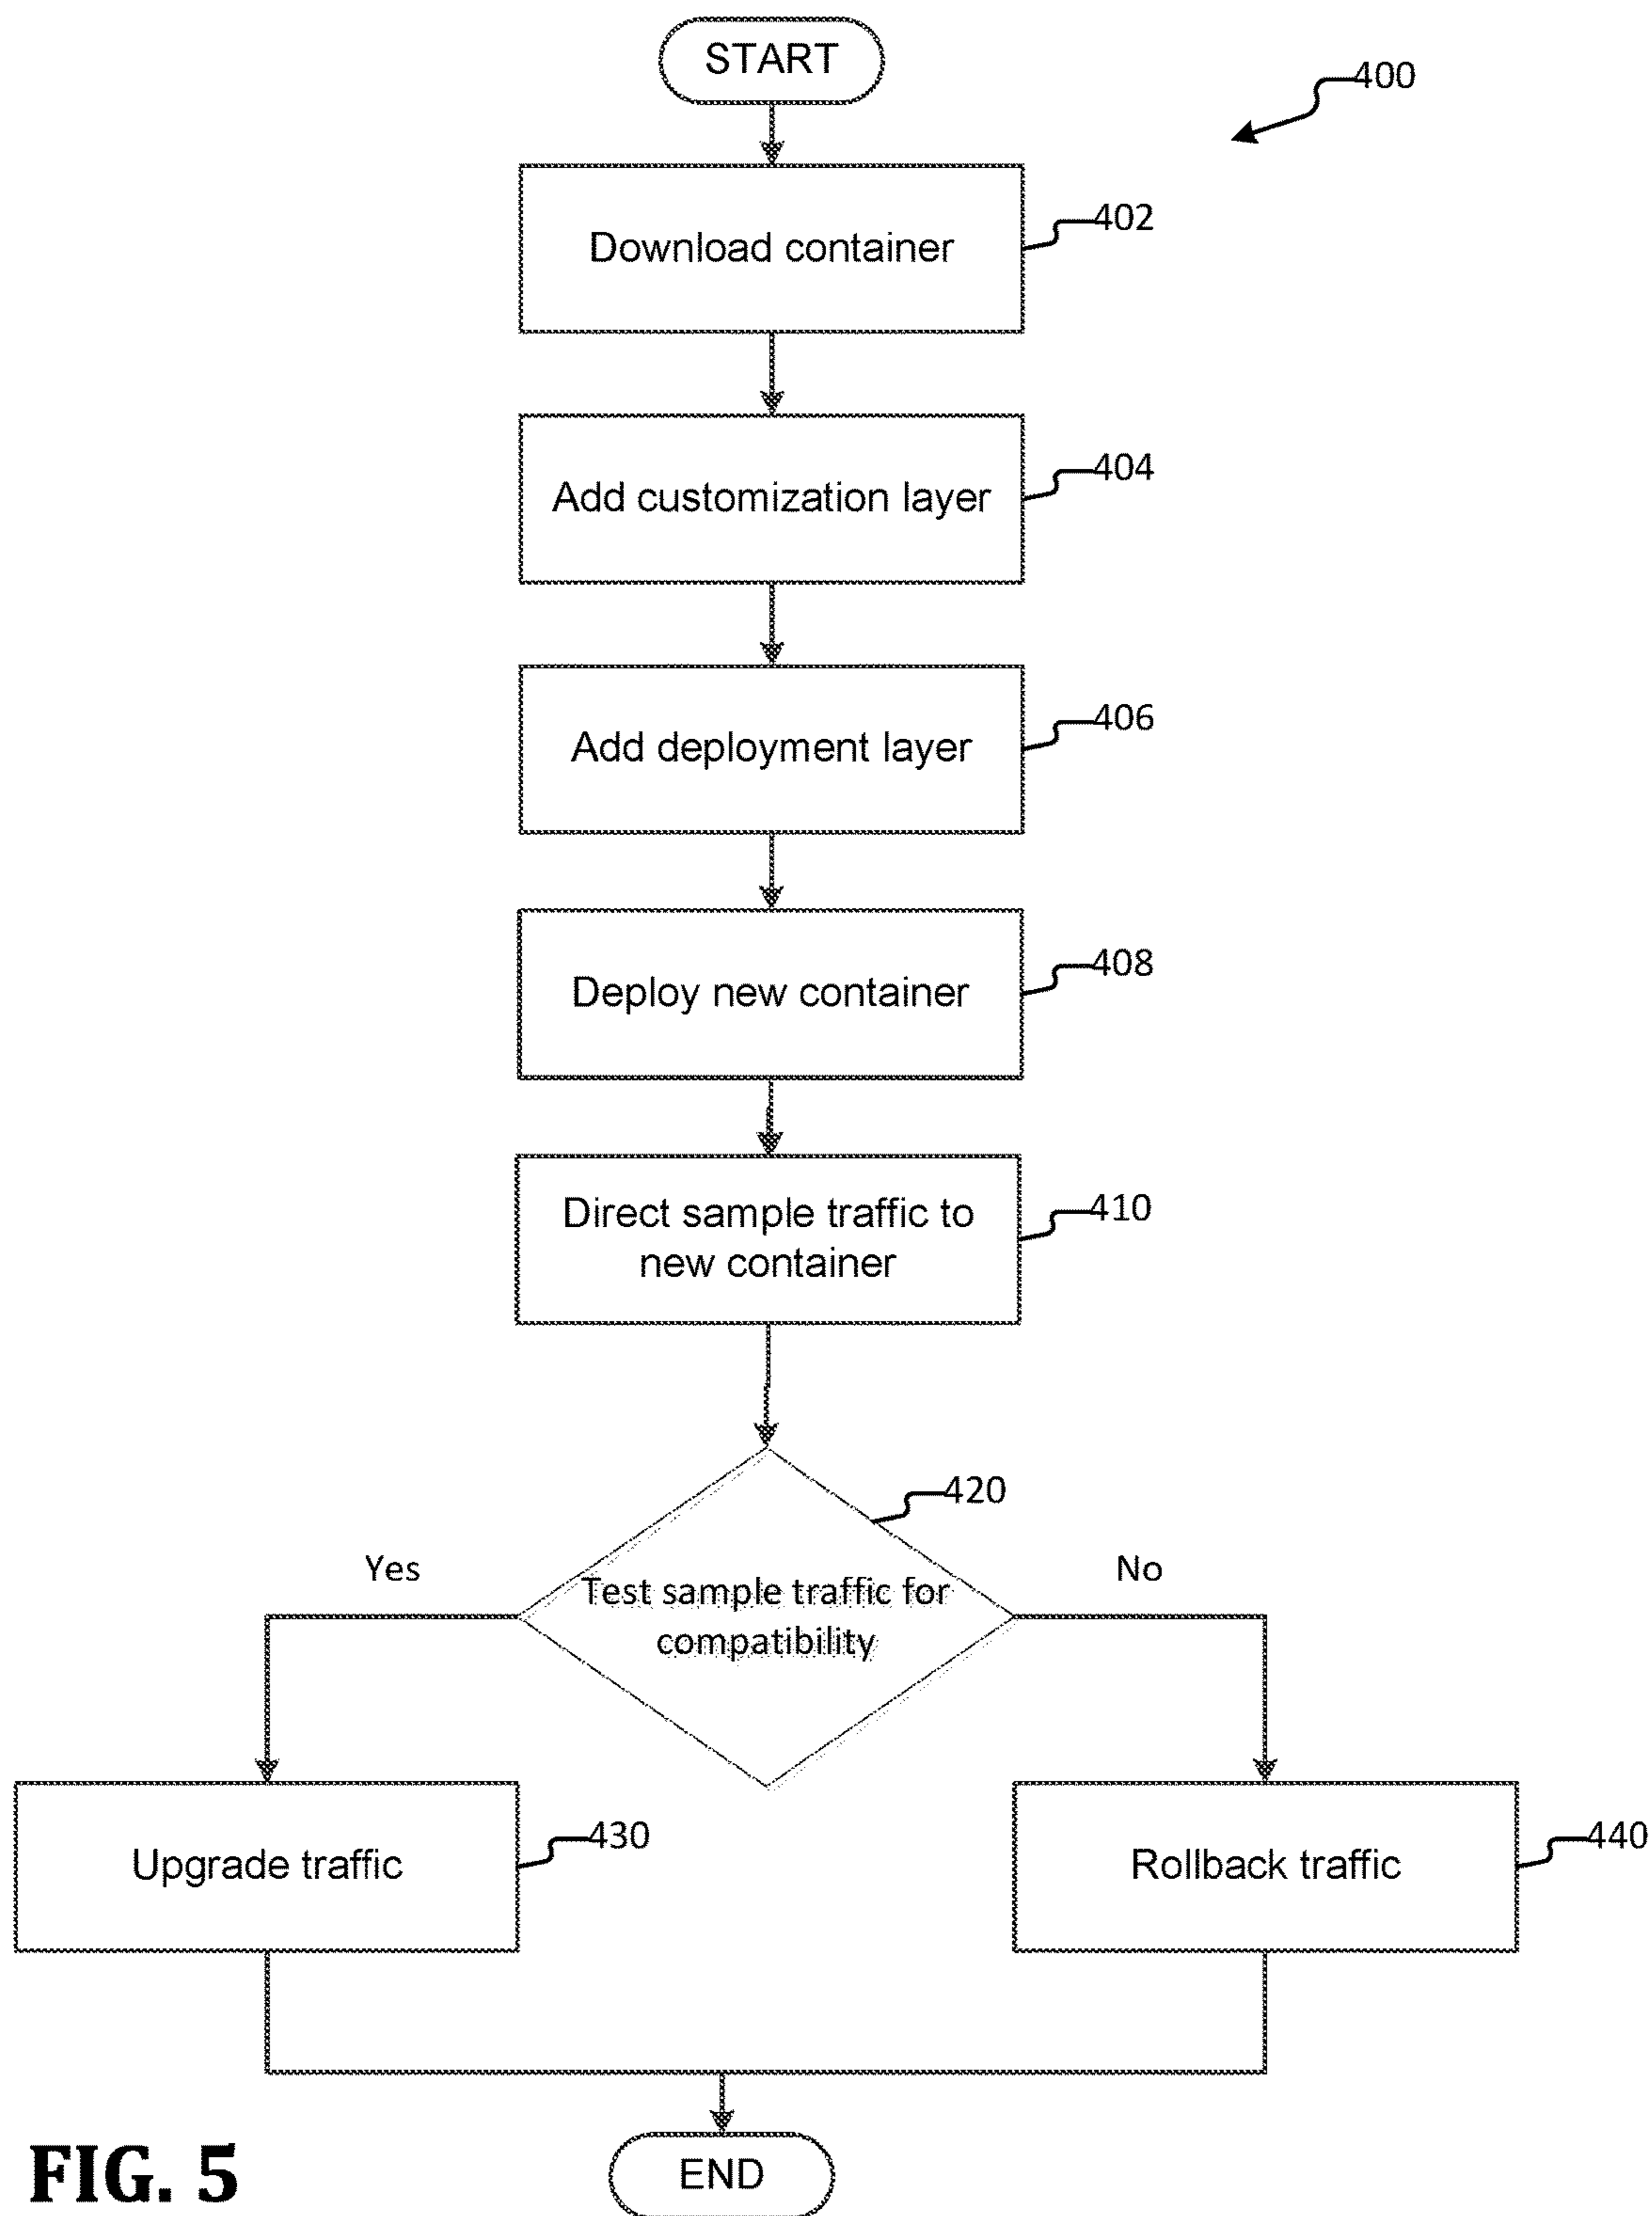 START
400
Download container
402
Add customization layer
404
Add deployment layer
406
Deploy new container
408
Direct sample traffic to
new container
410
420
Yes
No
Test sample traffic for
compatibility
Upgrade traffic
430
Rollback traffic
440
END
FIG. 5